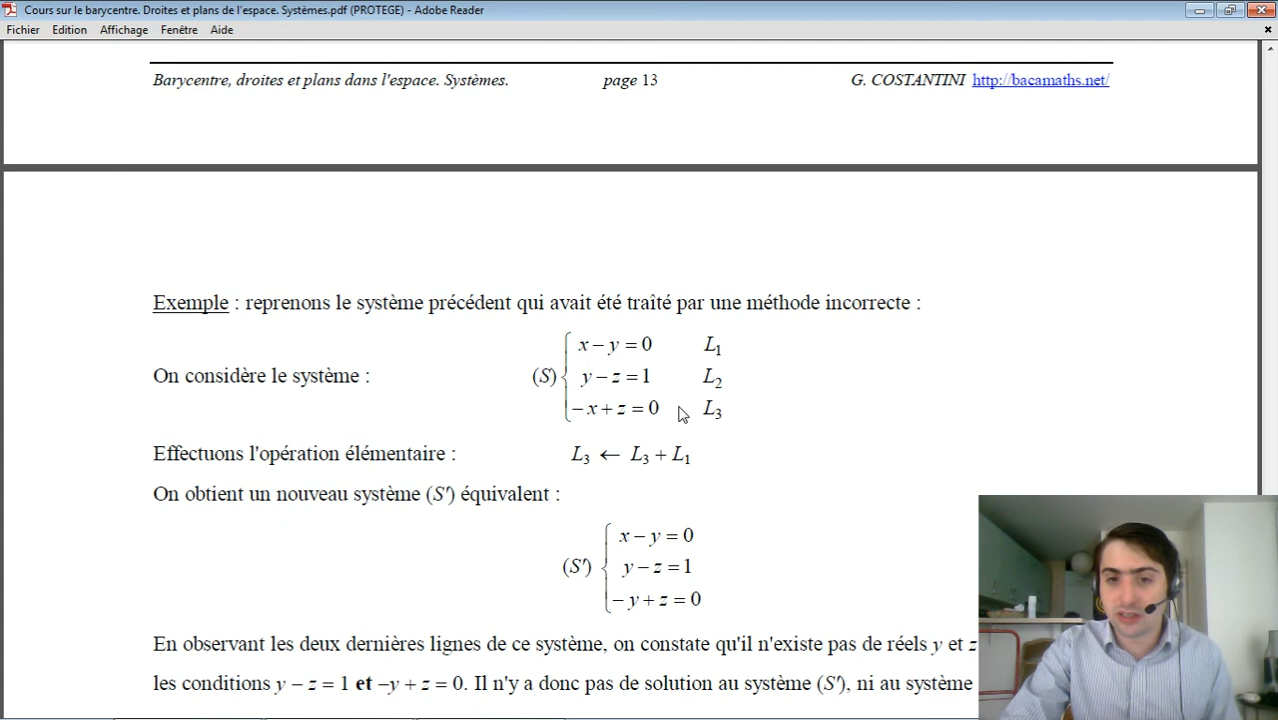 Cours sur le barycentre. Droites et plans de l'espace. Systèmes.pdf (PROTEGE) - Adobe Reader
Fichier Edition Affichage Fenêtre Aide
Barycentre, droites et plans dans l'espace. Systèmes. page 13 G. COSTANTINI http://bacamaths.net/
Exemple : reprenons le système précédent qui avait été traîté par une méthode incorrecte :
x − y = 0 L₁
On considère le système : (S) { y − z = 1 L₂
− x + z = 0 L₃
Effectuons l'opération élémentaire : L₃ ← L₃ + L₁
On obtient un nouveau système (S') équivalent :
x − y = 0
(S') { y − z = 1
− y + z = 0
En observant les deux dernières lignes de ce système, on constate qu'il n'existe pas de réels y et z
les conditions y − z = 1 et −y + z = 0. Il n'y a donc pas de solution au système (S'), ni au système